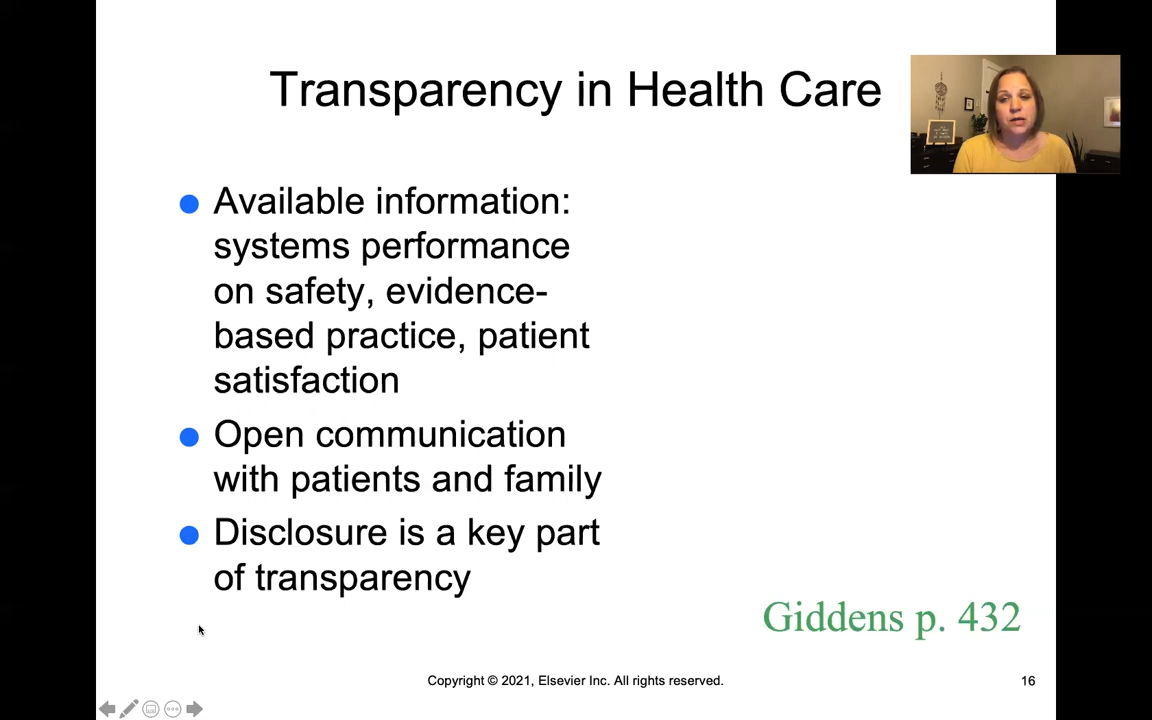 Transparency in Health Care
Available information:
systems performance
on safety, evidence-
based practice, patient
satisfaction
Open communication
with patients and family
Disclosure is a key part
of transparency
Giddens p. 432
Copyright © 2021, Elsevier Inc. All rights reserved.
16